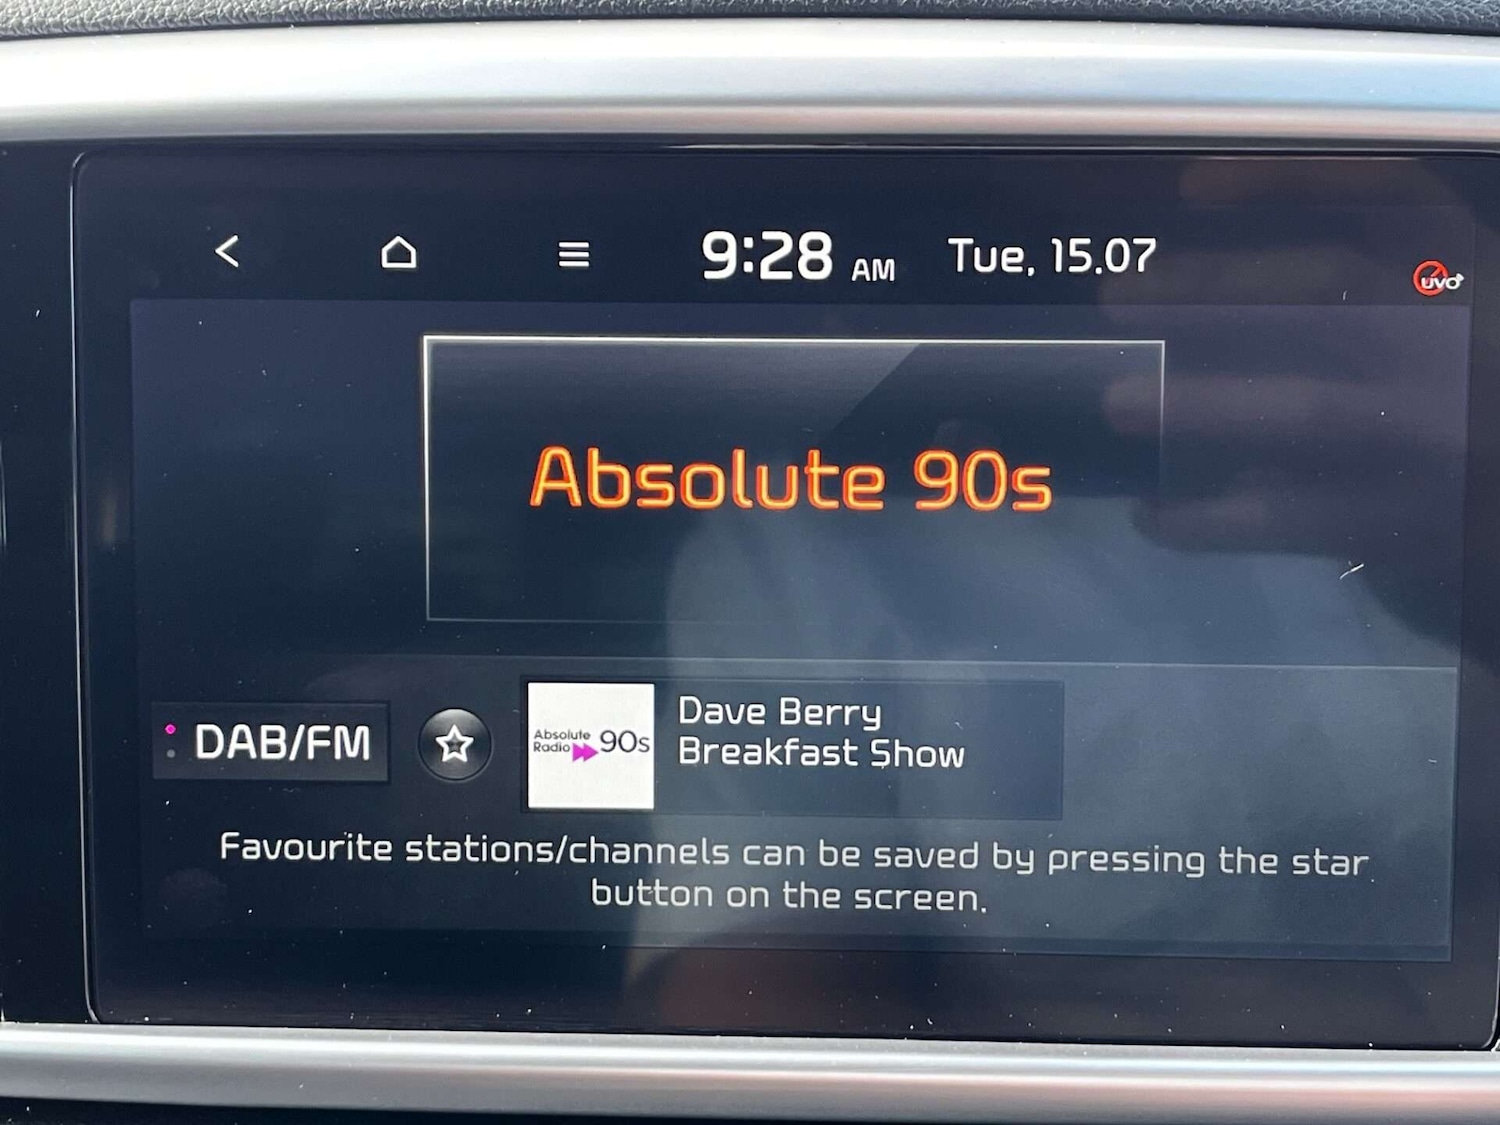 9:28 AM Tue, 15.07
UVO
Absolute 90s
DAB/FM
Absolute
Radio 90s
Dave Berry
Breakfast Show
Favourite stations/channels can be saved by pressing the star
button on the screen.